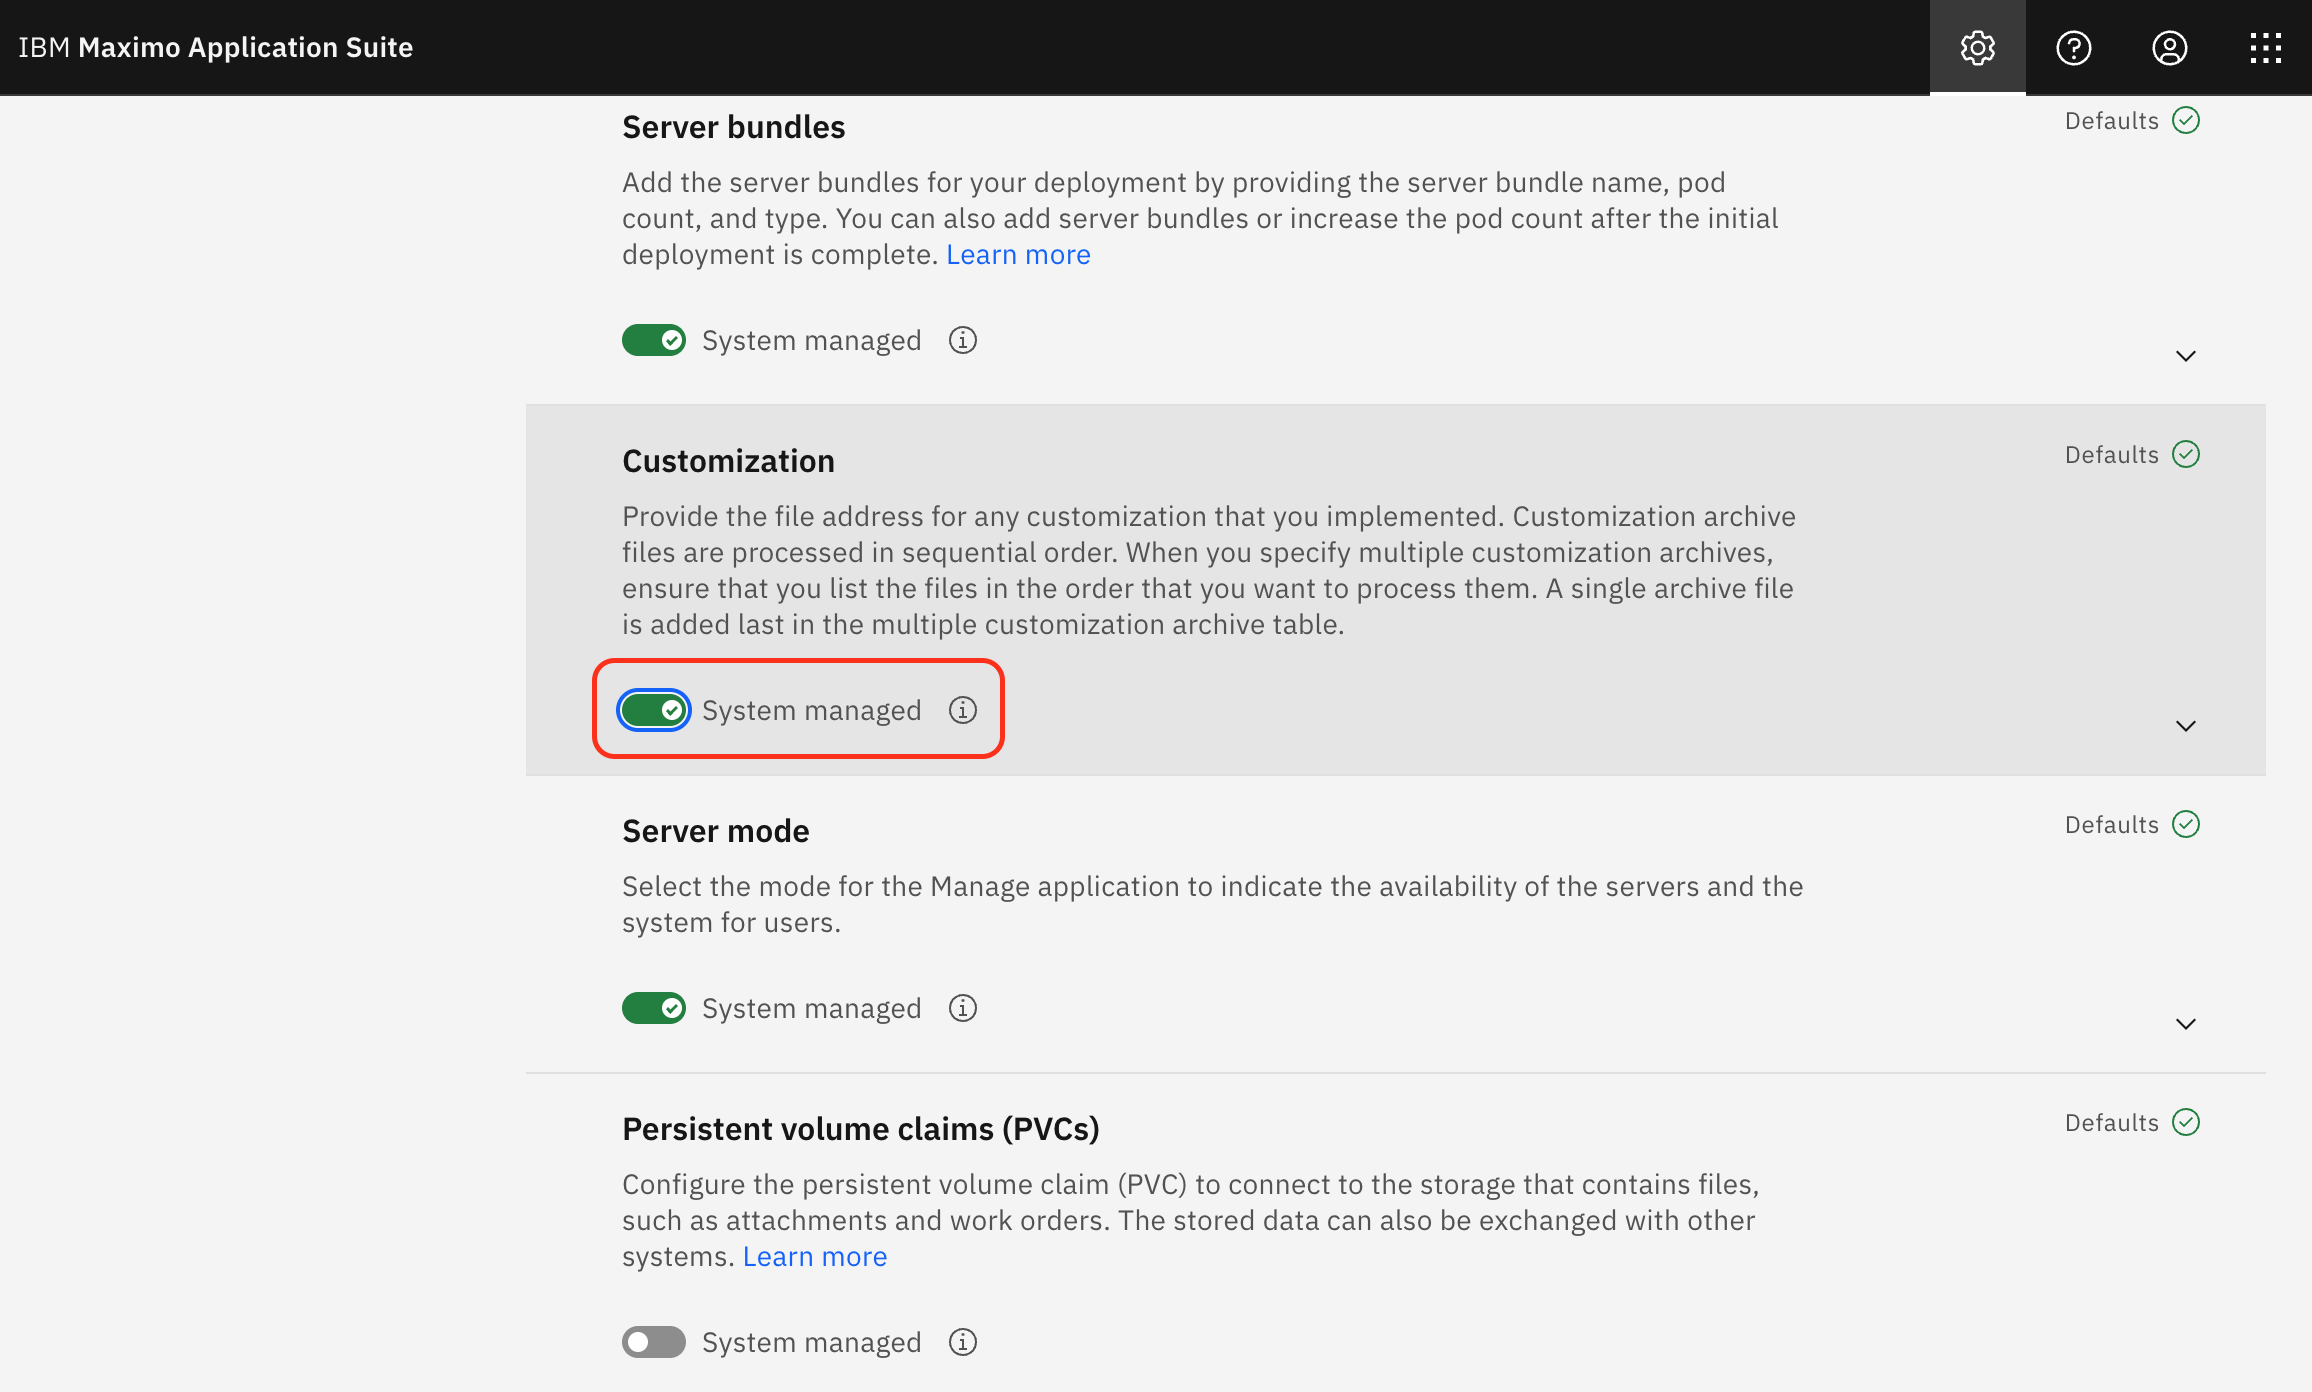 IBM Maximo Application Suite
Server bundles
Defaults
Add the server bundles for your deployment by providing the server bundle name, pod
count, and type. You can also add server bundles or increase the pod count after the initial
deployment is complete. Learn more
System managed
Customization
Defaults
Provide the file address for any customization that you implemented. Customization archive
files are processed in sequential order. When you specify multiple customization archives,
ensure that you list the files in the order that you want to process them. A single archive file
is added last in the multiple customization archive table.
System managed
Server mode
Defaults
Select the mode for the Manage application to indicate the availability of the servers and the
system for users.
System managed
Persistent volume claims (PVCs)
Defaults
Configure the persistent volume claim (PVC) to connect to the storage that contains files,
such as attachments and work orders. The stored data can also be exchanged with other
systems. Learn more
System managed